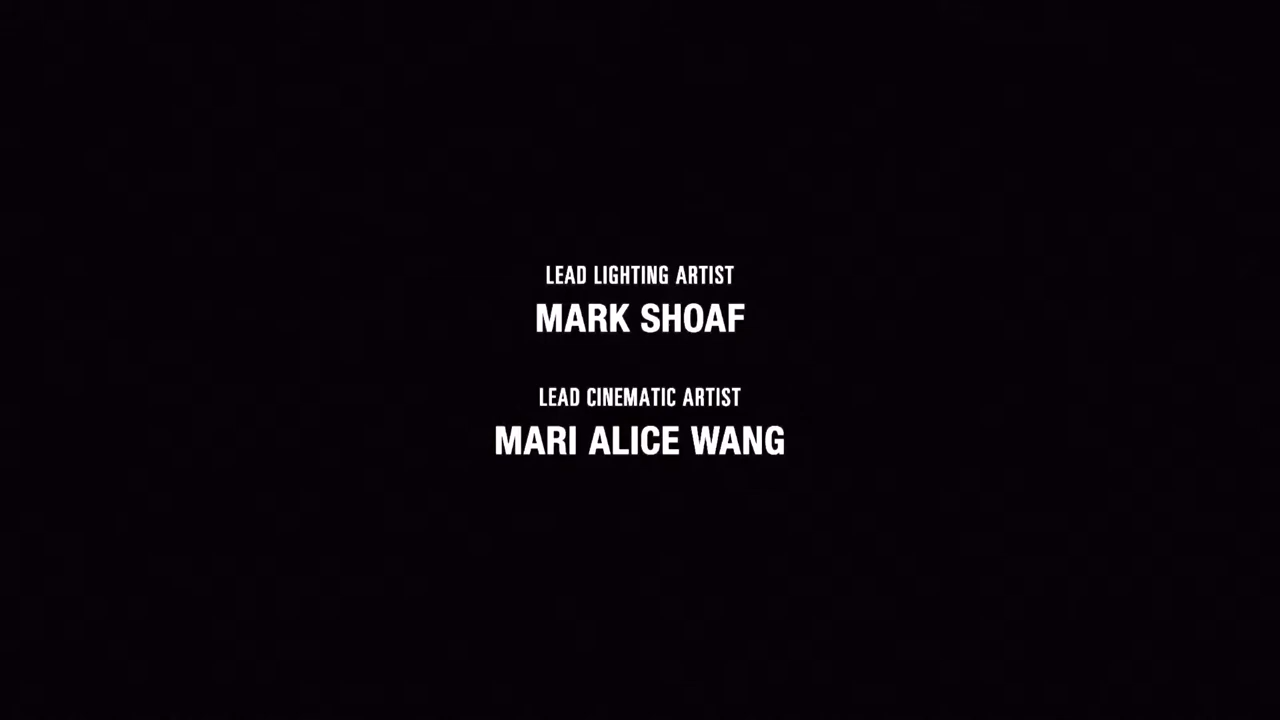 LEAD LIGHTING ARTIST
MARK SHOAF
LEAD CINEMATIC ARTIST
MARI ALICE WANG